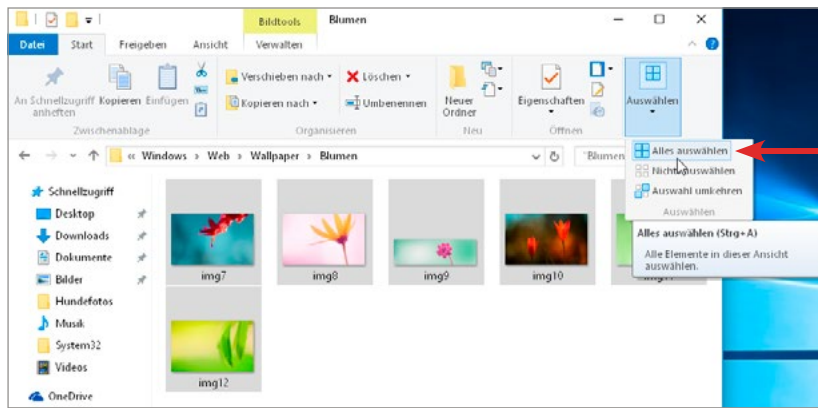 Bildtools Blumen
Datei Start Freigeben Ansicht Verwalten
An Schnellzugriff anheften
Kopieren
Einfügen
Verschieben nach
Kopieren nach
Löschen
Umbenennen
Neuer Ordner
Eigenschaften
Auswählen
Zwischenablage Organisieren Neu Öffnen
« Windows > Web > Wallpaper > Blumen
"Blumen"
Alles auswählen
Nichts auswählen
Auswahl umkehren
Auswählen
Alles auswählen (Strg+A)
Alle Elemente in dieser Ansicht
auswählen.
Schnellzugriff
Desktop
Downloads
Dokumente
Bilder
Hundefotos
Musik
System32
Videos
OneDrive
img7 img8 img9 img10
img12